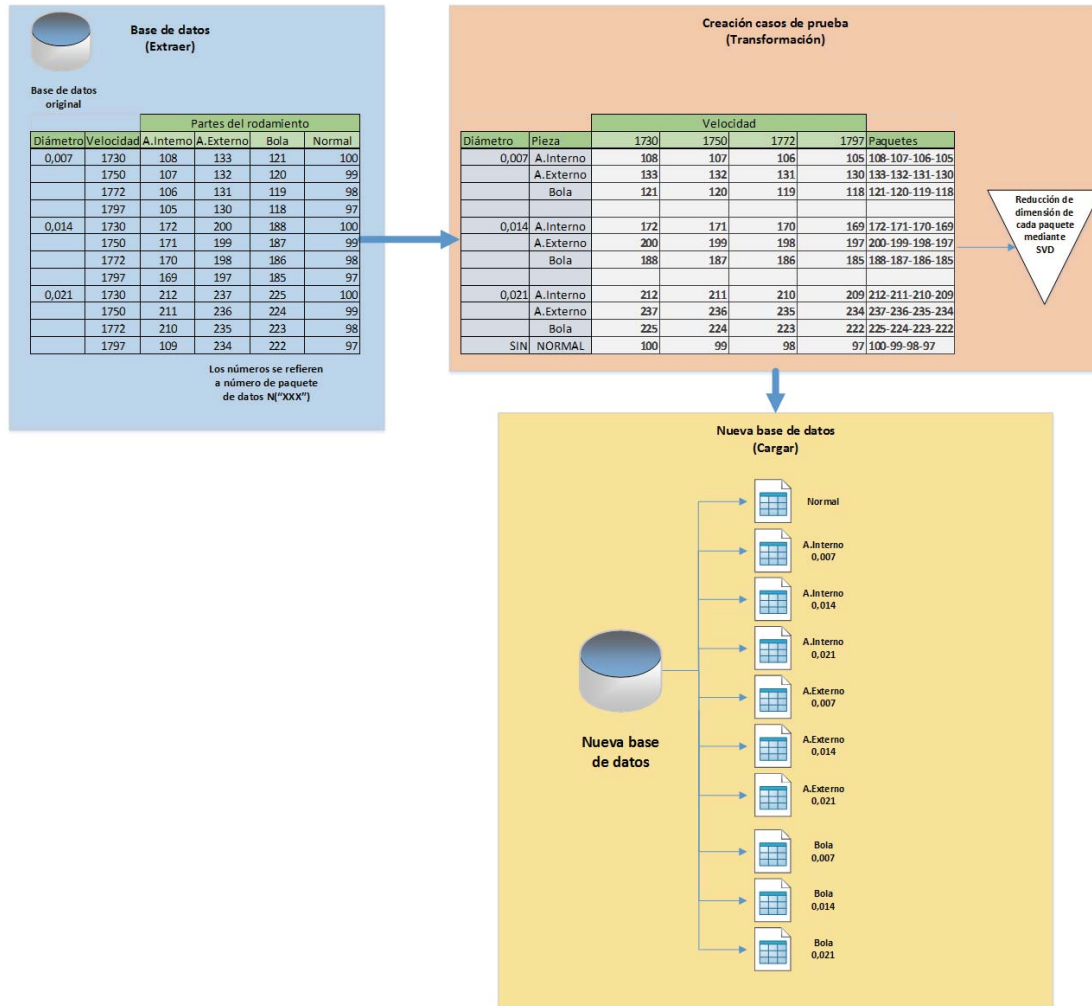 Base de datos
(Extraer)
Base de datos
original
Partes del rodamiento
Diámetro Velocidad A.Interno A.Externo Bola Normal
0,007 1730 108 133 121 100
1750 107 132 120 99
1772 106 131 119 98
1797 105 130 118 97
0,014 1730 172 200 188 100
1750 171 199 187 99
1772 170 198 186 98
1797 169 197 185 97
0,021 1730 212 237 225 100
1750 211 236 224 99
1772 210 235 223 98
1797 109 234 222 97
Los números se refieren
a número de paquete
de datos N("XXX")
Creación casos de prueba
(Transformación)
Velocidad
Diámetro Pieza 1730 1750 1772 1797 Paquetes
0,007 A.Interno 108 107 106 105 108-107-106-105
A.Externo 133 132 131 130 133-132-131-130
Bola 121 120 119 118 121-120-119-118
0,014 A.Interno 172 171 170 169 172-171-170-169
A.Externo 200 199 198 197 200-199-198-197
Bola 188 187 186 185 188-187-186-185
0,021 A.Interno 212 211 210 209 212-211-210-209
A.Externo 237 236 235 234 237-236-235-234
Bola 225 224 223 222 225-224-223-222
SIN NORMAL 100 99 98 97 100-99-98-97
Reducción de
dimensión de
cada paquete
mediante
SVD
Nueva base de datos
(Cargar)
Nueva base
de datos
Normal
A.Interno
0,007
A.Interno
0,014
A.Interno
0,021
A.Externo
0,007
A.Externo
0,014
A.Externo
0,021
Bola
0,007
Bola
0,014
Bola
0,021